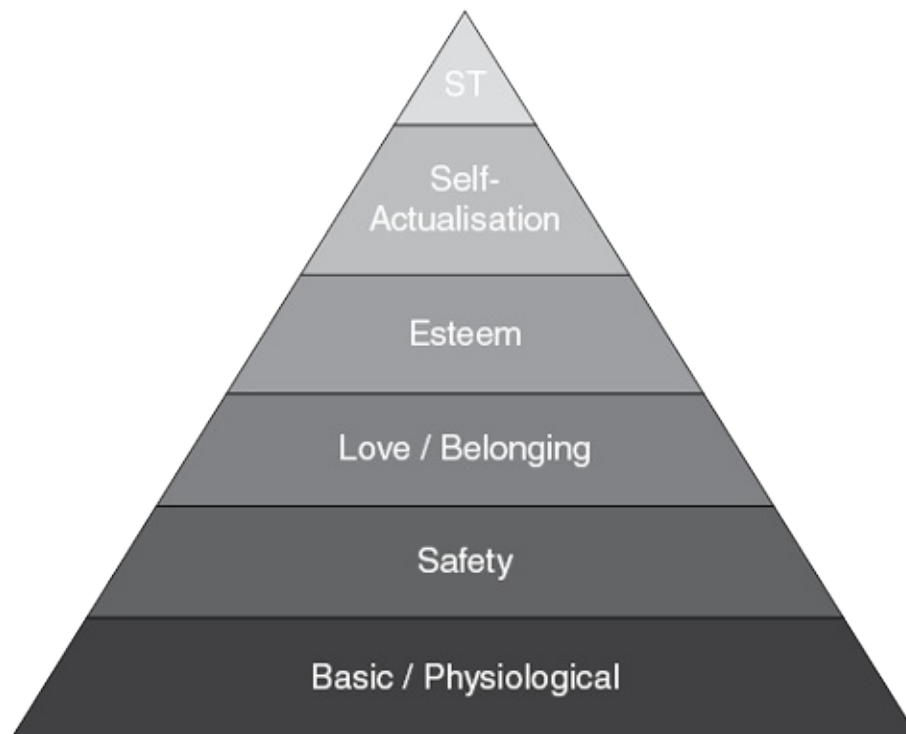 ST
Self-
Actualisation
Esteem
Love / Belonging
Safety
Basic / Physiological